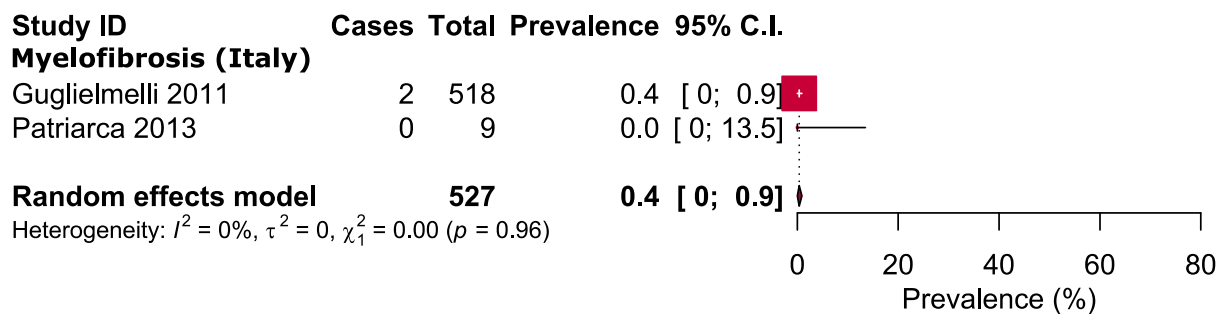 Study ID Cases Total Prevalence 95% C.I.
Myelofibrosis (Italy)
Guglielmelli 2011 2 518 0.4 [ 0; 0.9]
Patriarca 2013 0 9 0.0 [ 0; 13.5]
Random effects model 527 0.4 [ 0; 0.9]
Heterogeneity: I² = 0%, τ² = 0, χ²₁ = 0.00 (p = 0.96)
0 20 40 60 80
Prevalence (%)